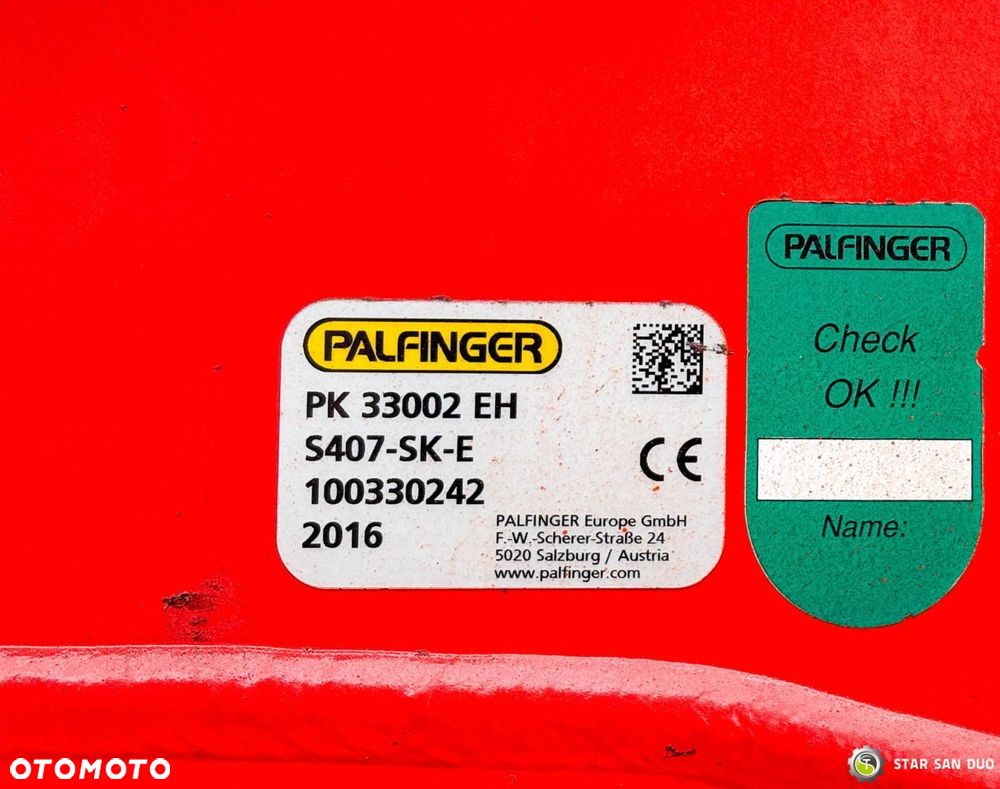 PALFINGER
PK 33002 EH
S407-SK-E
100330242
2016
CE
PALFINGER Europe GmbH
F.-W.-Scherer-Straße 24
5020 Salzburg / Austria
www.palfinger.com
PALFINGER
Check
OK !!!
Name:
OTOMOTO
STAR SAN DUO